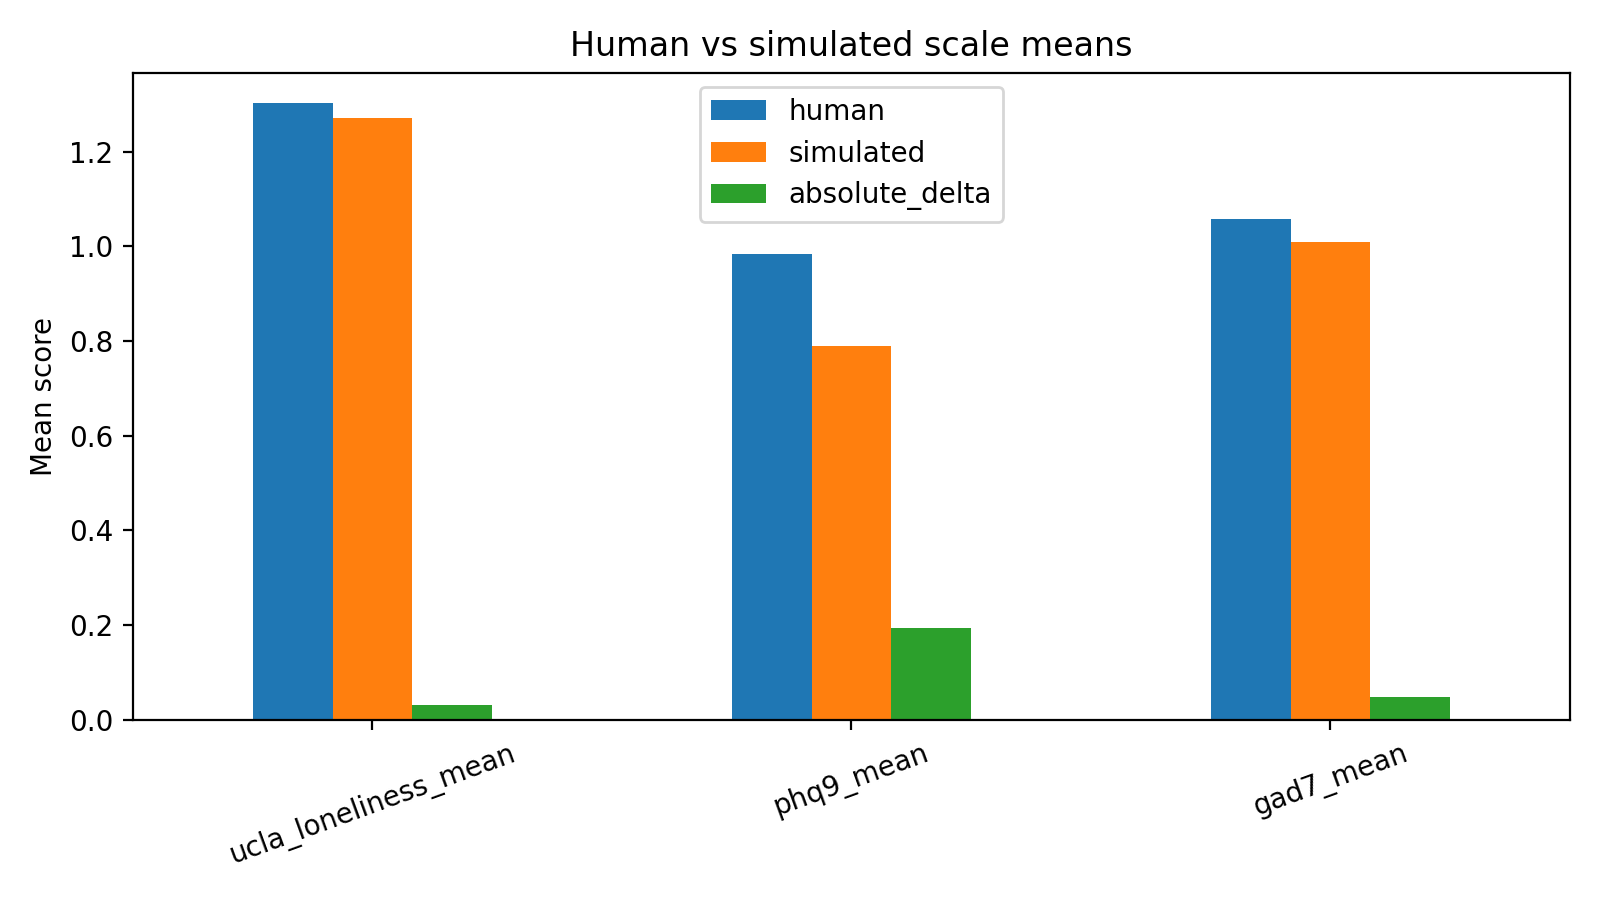 Human vs simulated scale means
human
simulated
absolute_delta
Mean score
1.2
1.0
0.8
0.6
0.4
0.2
0.0
ucla_loneliness_mean
phq9_mean
gad7_mean